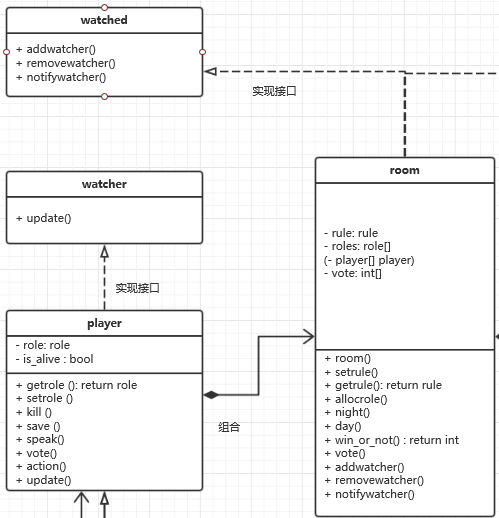 watched
+ addwatcher()
+ removewatcher()
+ notifywatcher()
实现接口
watcher
+ update()
实现接口
player
- role: role
- is_alive : bool
+ getrole (): return role
+ setrole ()
+ kill ()
+ save ()
+ speak()
+ vote()
+ action()
+ update()
组合
room
- rule: rule
- roles: role[]
(- player[] player)
- vote: int[]
+ room()
+ setrule()
+ getrule(): return rule
+ allocrole()
+ night()
+ day()
+ win_or_not() : return int
+ vote()
+ addwatcher()
+ removewatcher()
+ notifywatcher()